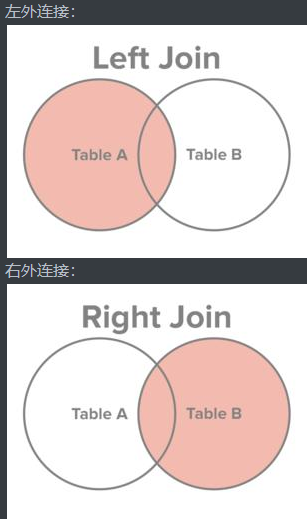 左外连接：
Left Join
Table A Table B
右外连接：
Right Join
Table A Table B